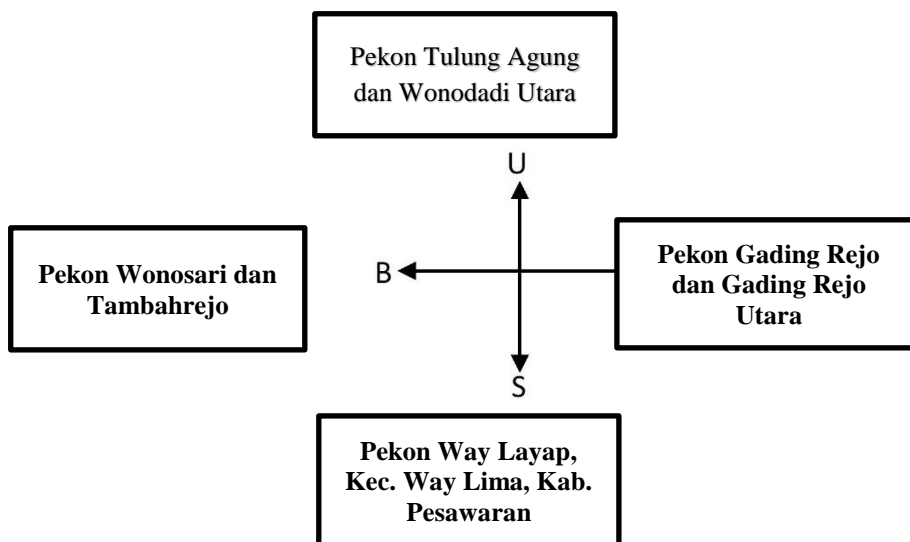 Pekon Tulung Agung
dan Wonodadi Utara
U
Pekon Wonosari dan
Tambahrejo
B
Pekon Gading Rejo
dan Gading Rejo
Utara
S
Pekon Way Layap,
Kec. Way Lima, Kab.
Pesawaran